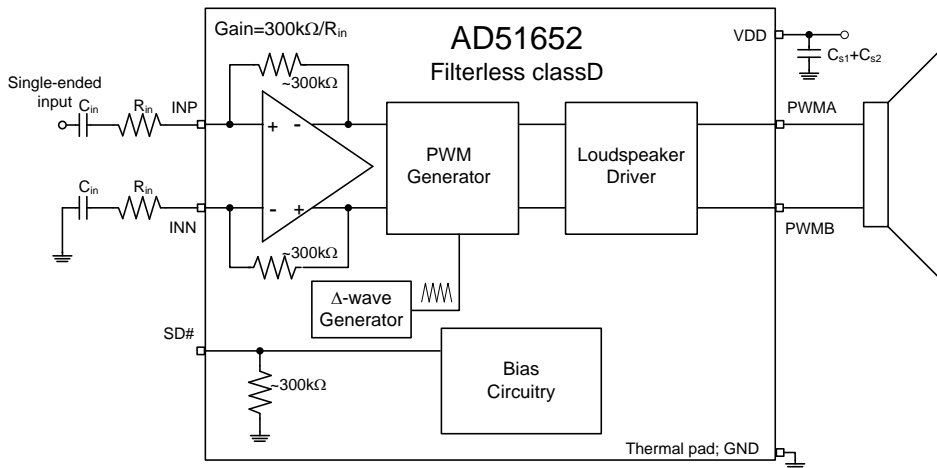 Gain=300kΩ/Rin
AD51652
Filterless classD
VDD
Cs1+Cs2
~300kΩ
Single-ended
input
Cin
Rin
INP
+
-
PWM
Generator
Loudspeaker
Driver
PWMA
Cin
Rin
INN
-
+
~300kΩ
PWMB
Δ-wave
Generator
SD#
~300kΩ
Bias
Circuitry
Thermal pad; GND